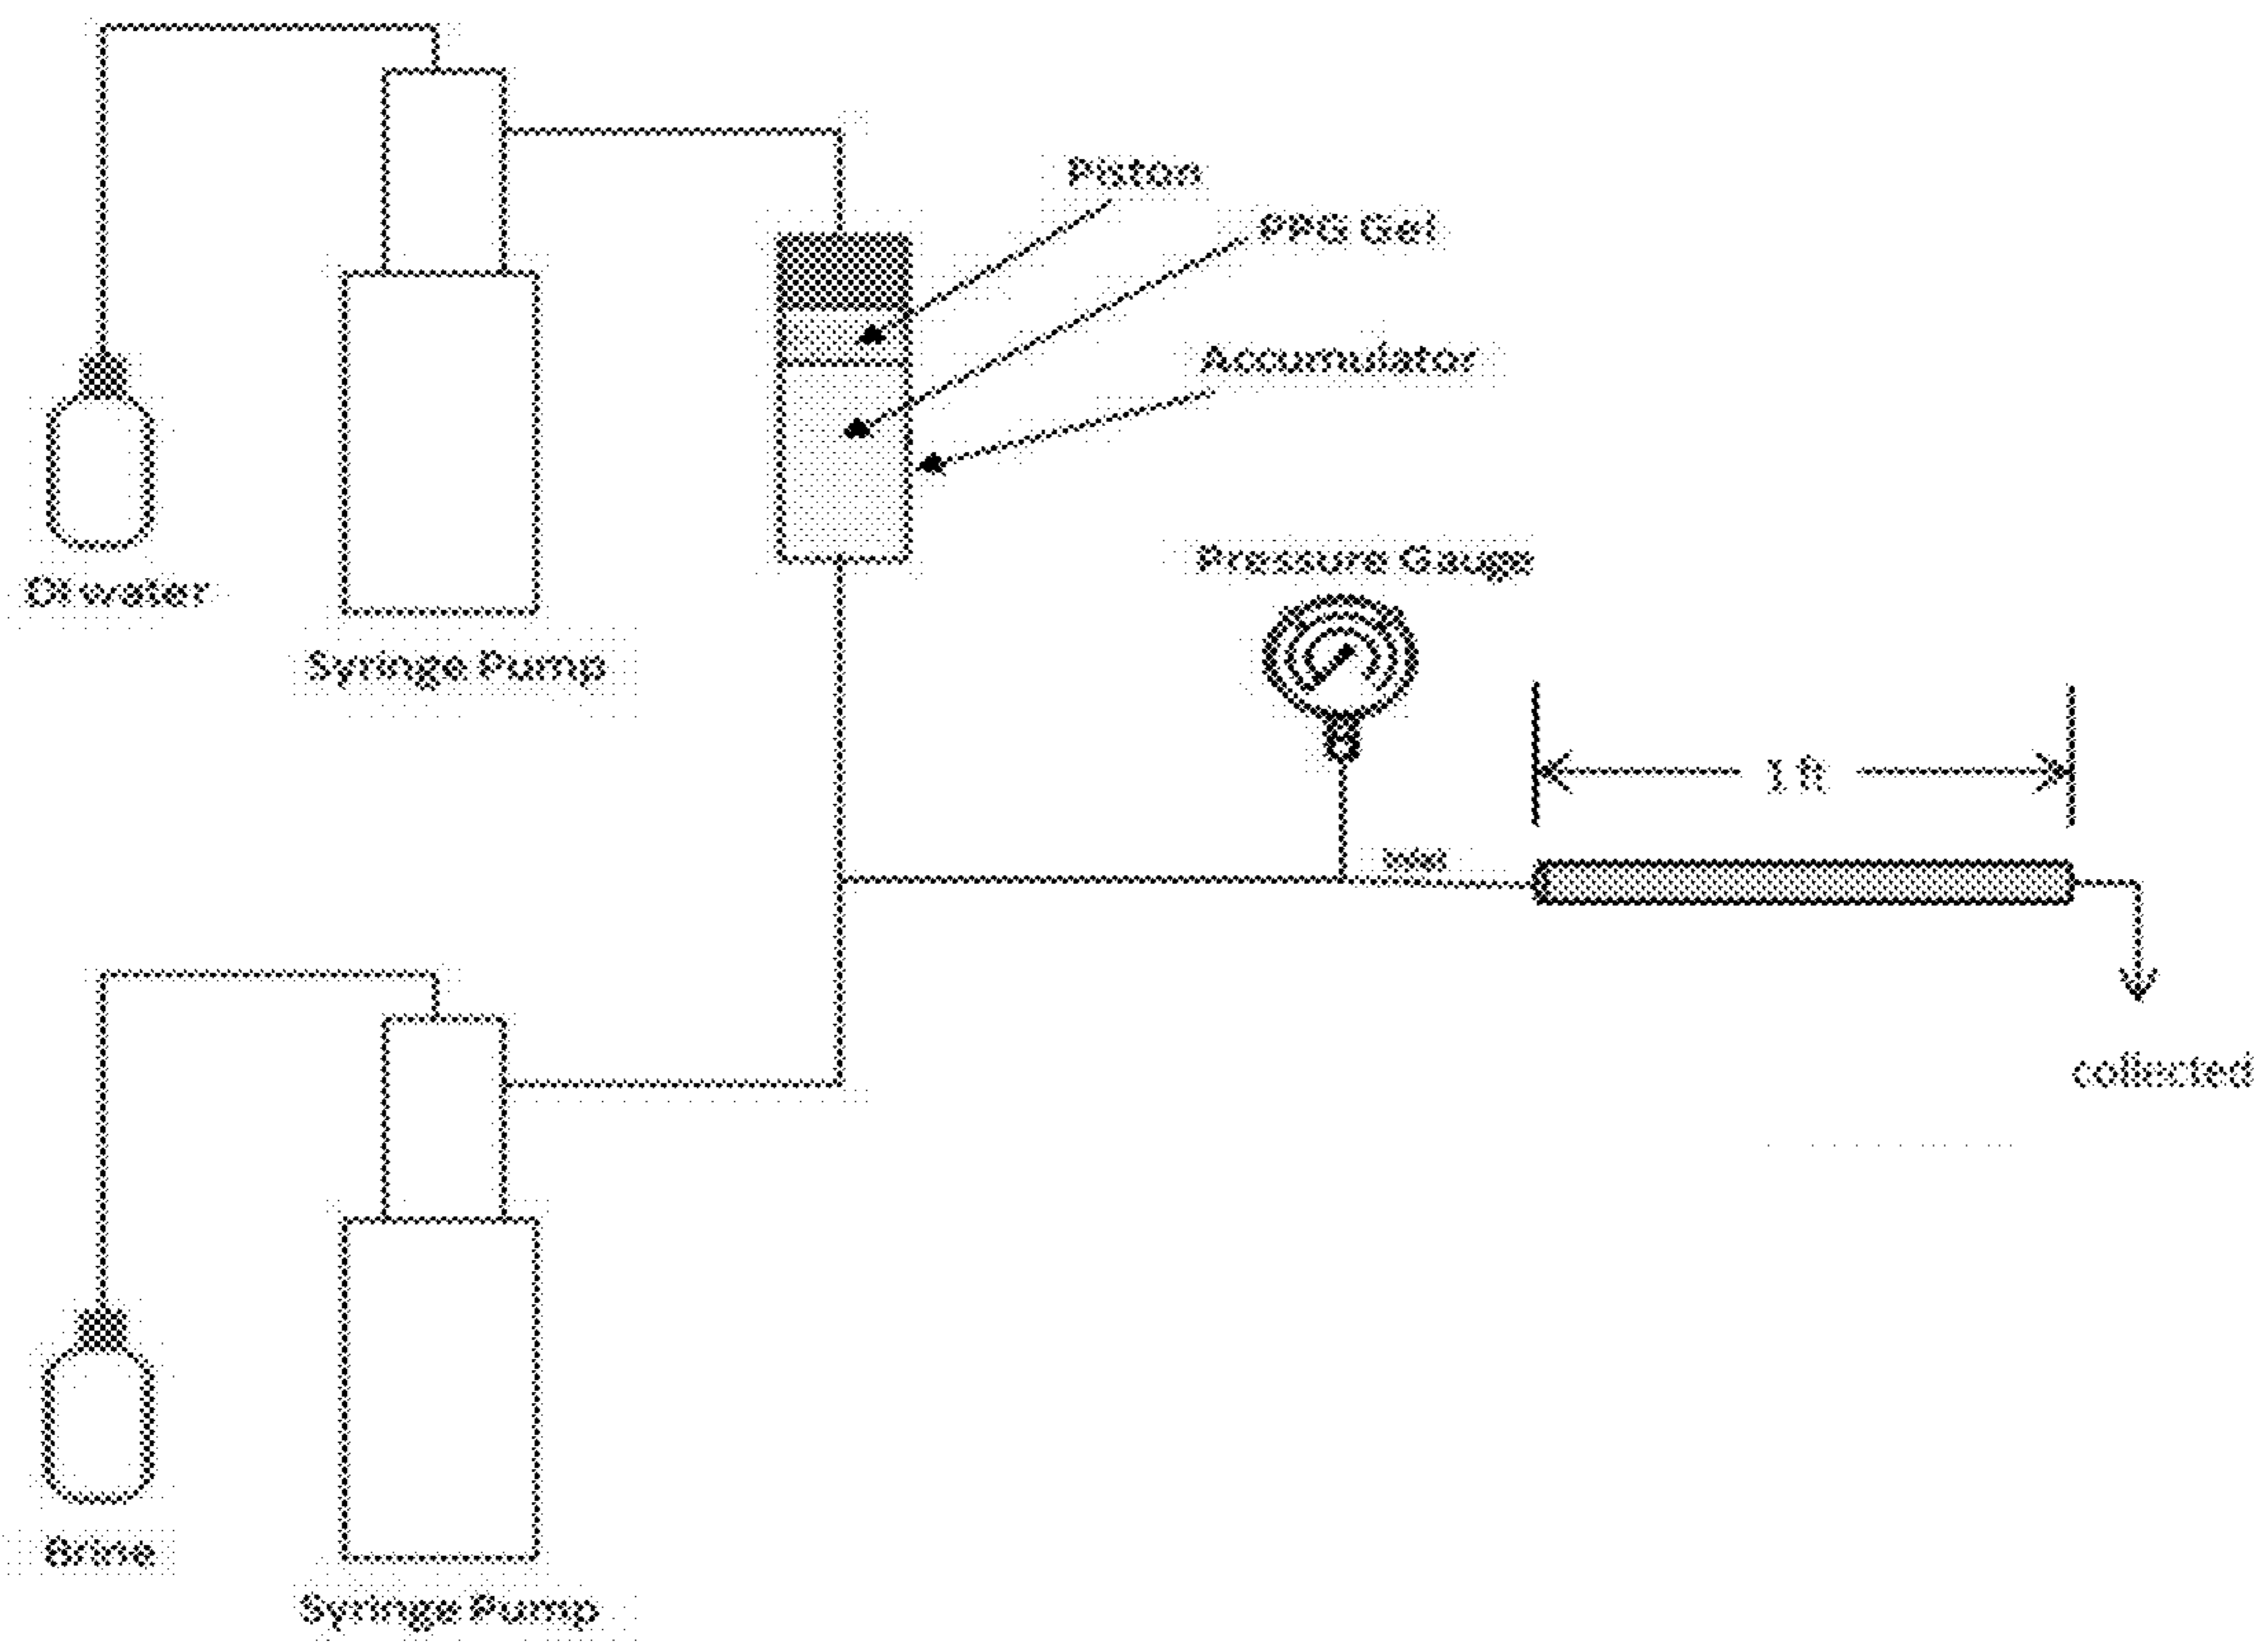 Piston
PPG Gel
Accumulator
DI water
Syringe Pump
Pressure Gauge
1 ft
collected
Brine
Syringe Pump